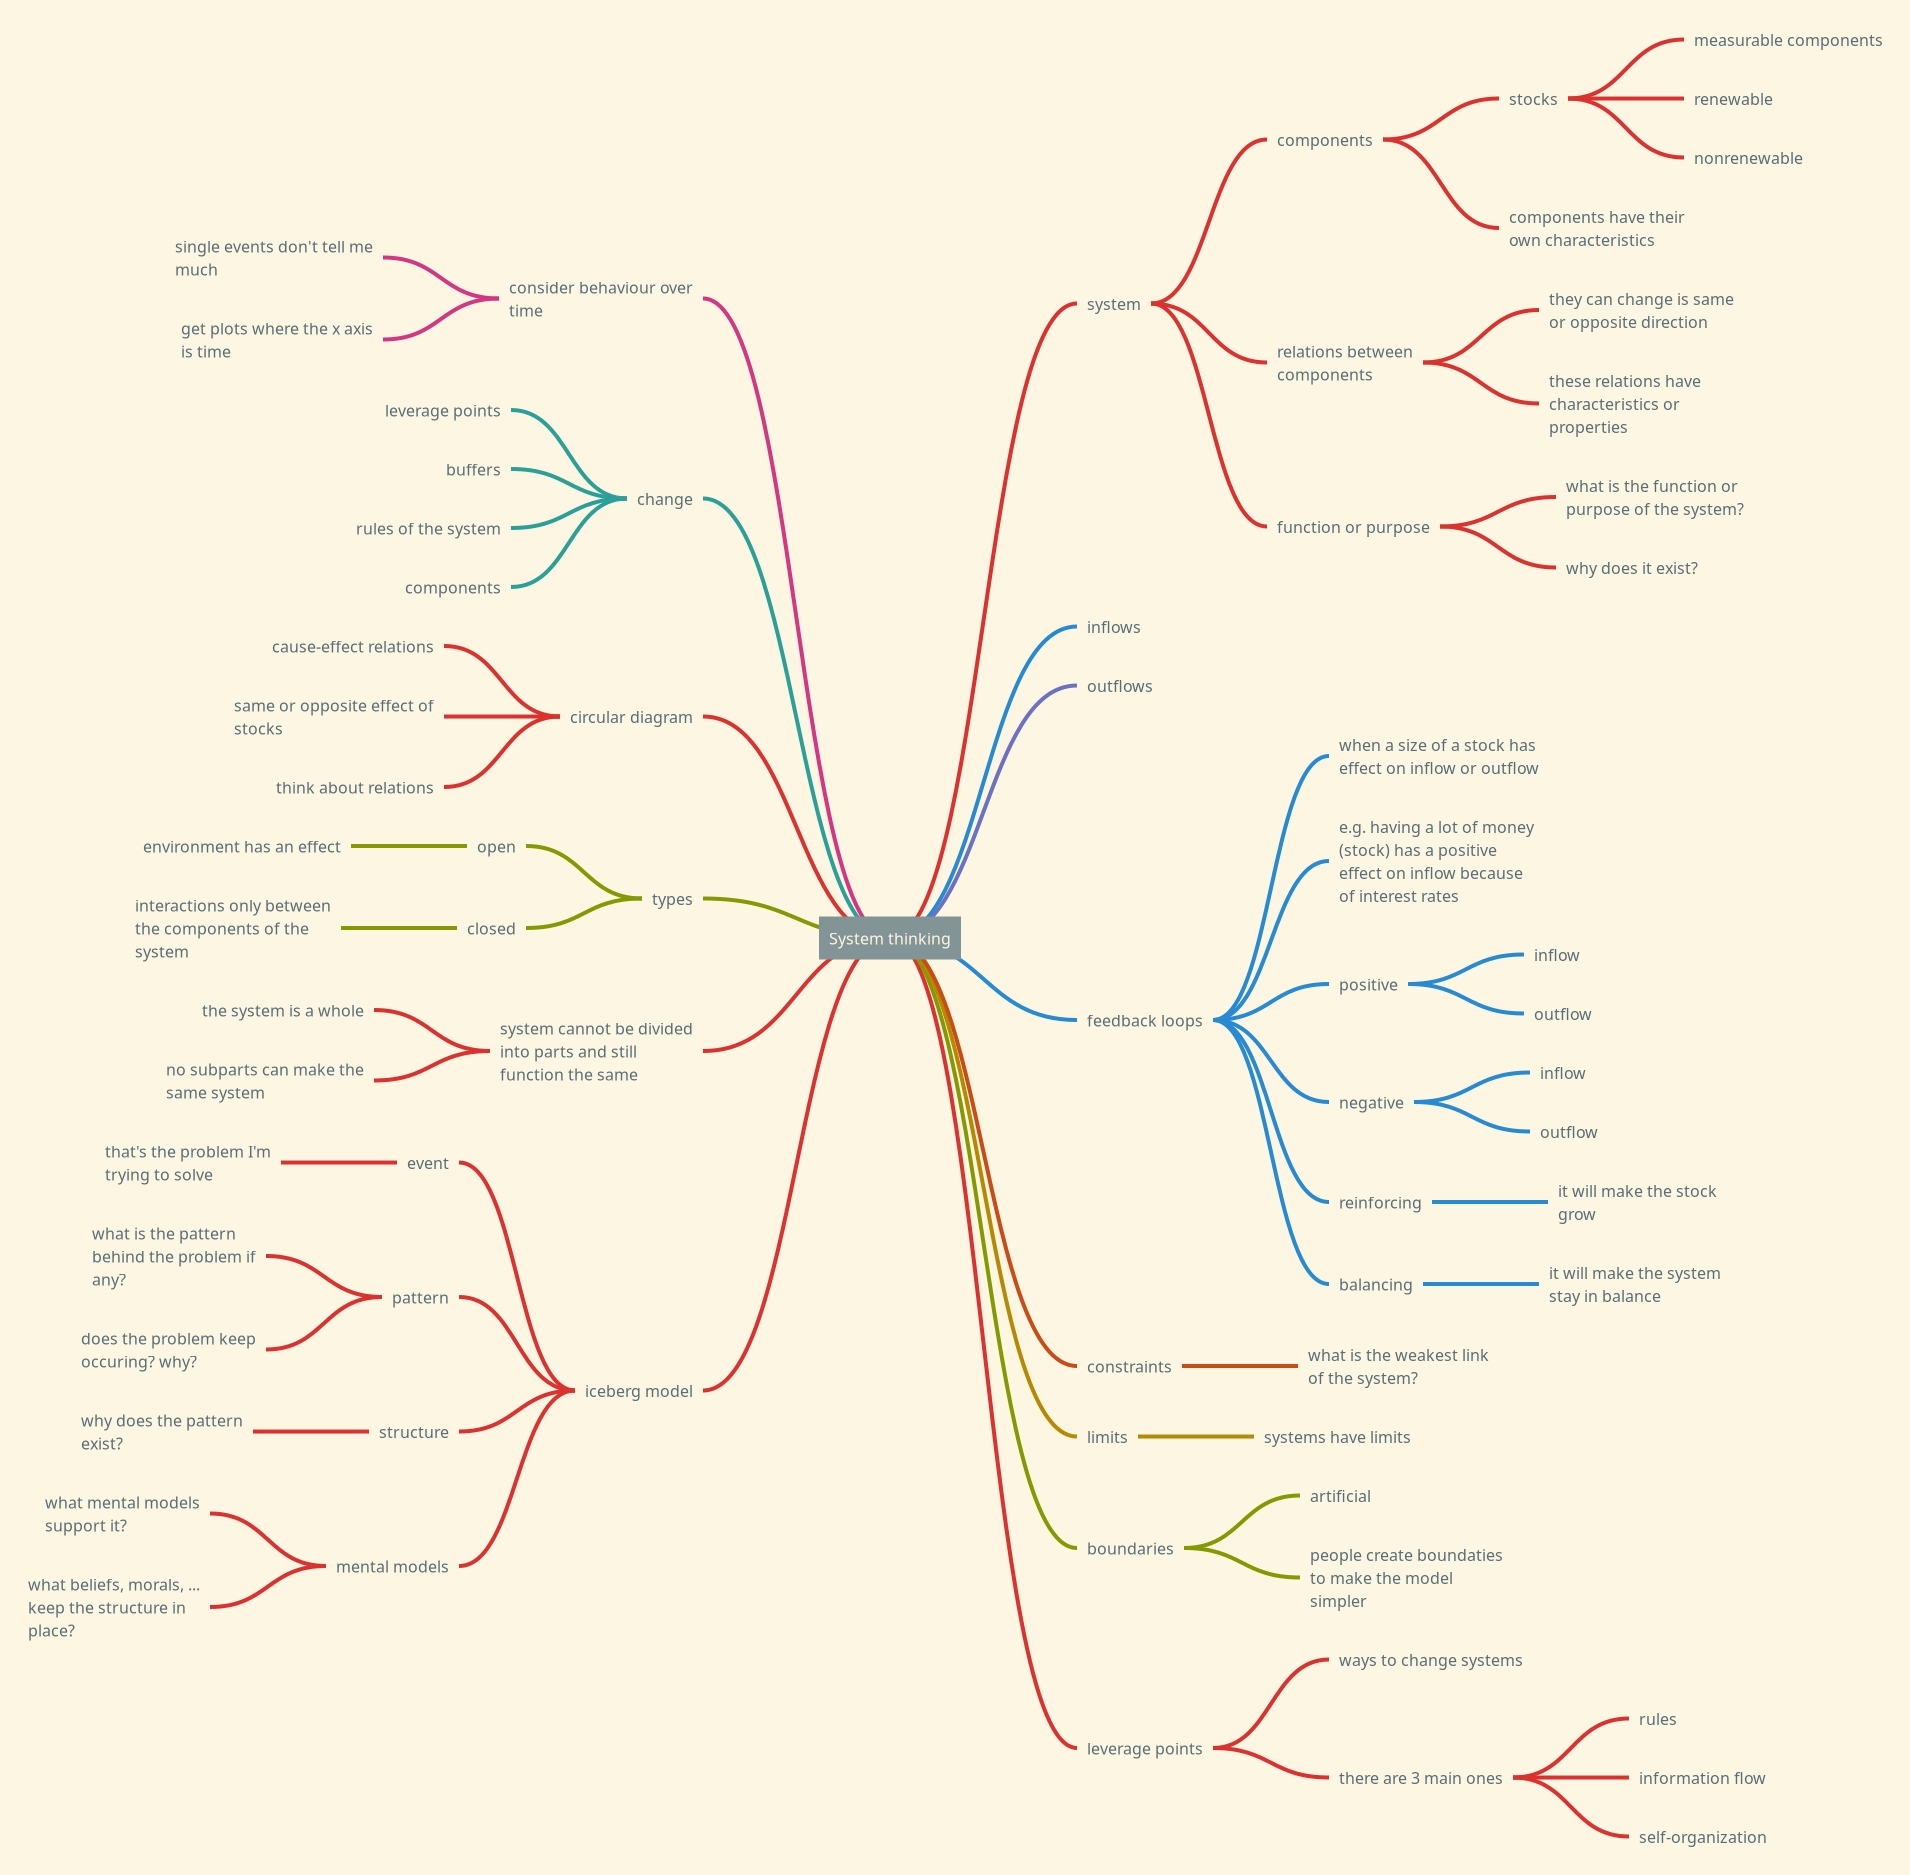 System thinking
system
components
stocks
measurable components
renewable
nonrenewable
components have their
own characteristics
relations between
components
they can change is same
or opposite direction
these relations have
characteristics or
properties
function or purpose
what is the function or
purpose of the system?
why does it exist?
inflows
outflows
feedback loops
when a size of a stock has
effect on inflow or outflow
e.g. having a lot of money
(stock) has a positive
effect on inflow because
of interest rates
positive
inflow
outflow
negative
inflow
outflow
reinforcing
it will make the stock
grow
balancing
it will make the system
stay in balance
constraints
what is the weakest link
of the system?
limits
systems have limits
boundaries
artificial
people create boundaties
to make the model
simpler
leverage points
ways to change systems
there are 3 main ones
rules
information flow
self-organization
consider behaviour over
time
single events don't tell me
much
get plots where the x axis
is time
change
leverage points
buffers
rules of the system
components
circular diagram
cause-effect relations
same or opposite effect of
stocks
think about relations
types
open
environment has an effect
closed
interactions only between
the components of the
system
system cannot be divided
into parts and still
function the same
the system is a whole
no subparts can make the
same system
iceberg model
event
that's the problem I'm
trying to solve
pattern
what is the pattern
behind the problem if
any?
does the problem keep
occuring? why?
structure
why does the pattern
exist?
mental models
what mental models
support it?
what beliefs, morals, ...
keep the structure in
place?